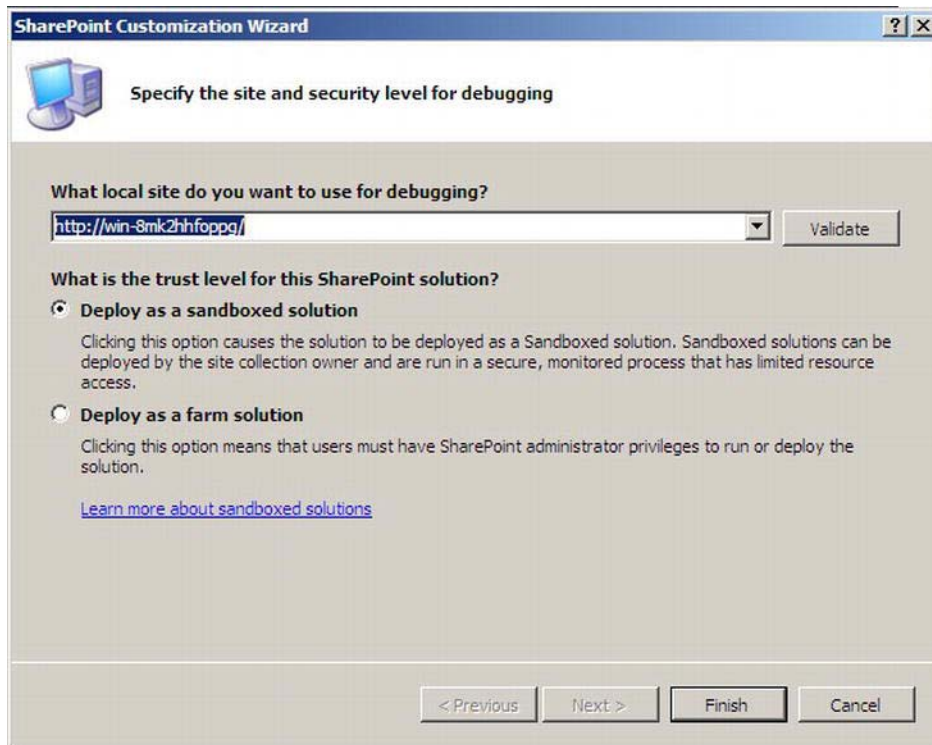 SharePoint Customization Wizard
Specify the site and security level for debugging
What local site do you want to use for debugging?
http://win-8mk2hhfoppg/
Validate
What is the trust level for this SharePoint solution?
Deploy as a sandboxed solution
Clicking this option causes the solution to be deployed as a Sandboxed solution. Sandboxed solutions can be
deployed by the site collection owner and are run in a secure, monitored process that has limited resource
access.
Deploy as a farm solution
Clicking this option means that users must have SharePoint administrator privileges to run or deploy the
solution.
Learn more about sandboxed solutions
< Previous
Next >
Finish
Cancel